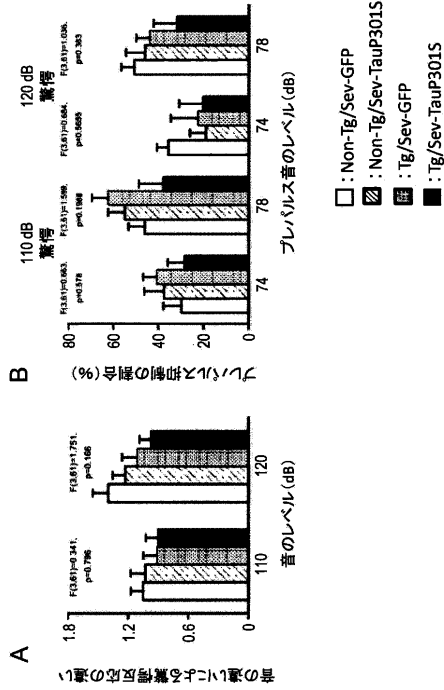 A
音の違いによる驚愕反応の違い
1.8
1.2
0.6
0
F(3,61)=0.341,
p=0.796
F(3,61)=1.751,
p=0.166
110
120
音のレベル(dB)
B
プレパルス抑制の割合(%)
80
60
40
20
0
110 dB
驚愕
120 dB
驚愕
F(3,61)=0.663,
p=0.578
F(3,61)=1.599,
p=0.1988
F(3,61)=0.684,
p=0.5655
F(3,61)=1.036,
p=0.383
74
78
74
78
プレパルス音のレベル(dB)
: Non-Tg/Sev-GFP
: Non-Tg/Sev-TauP301S
: Tg/Sev-GFP
: Tg/Sev-TauP301S